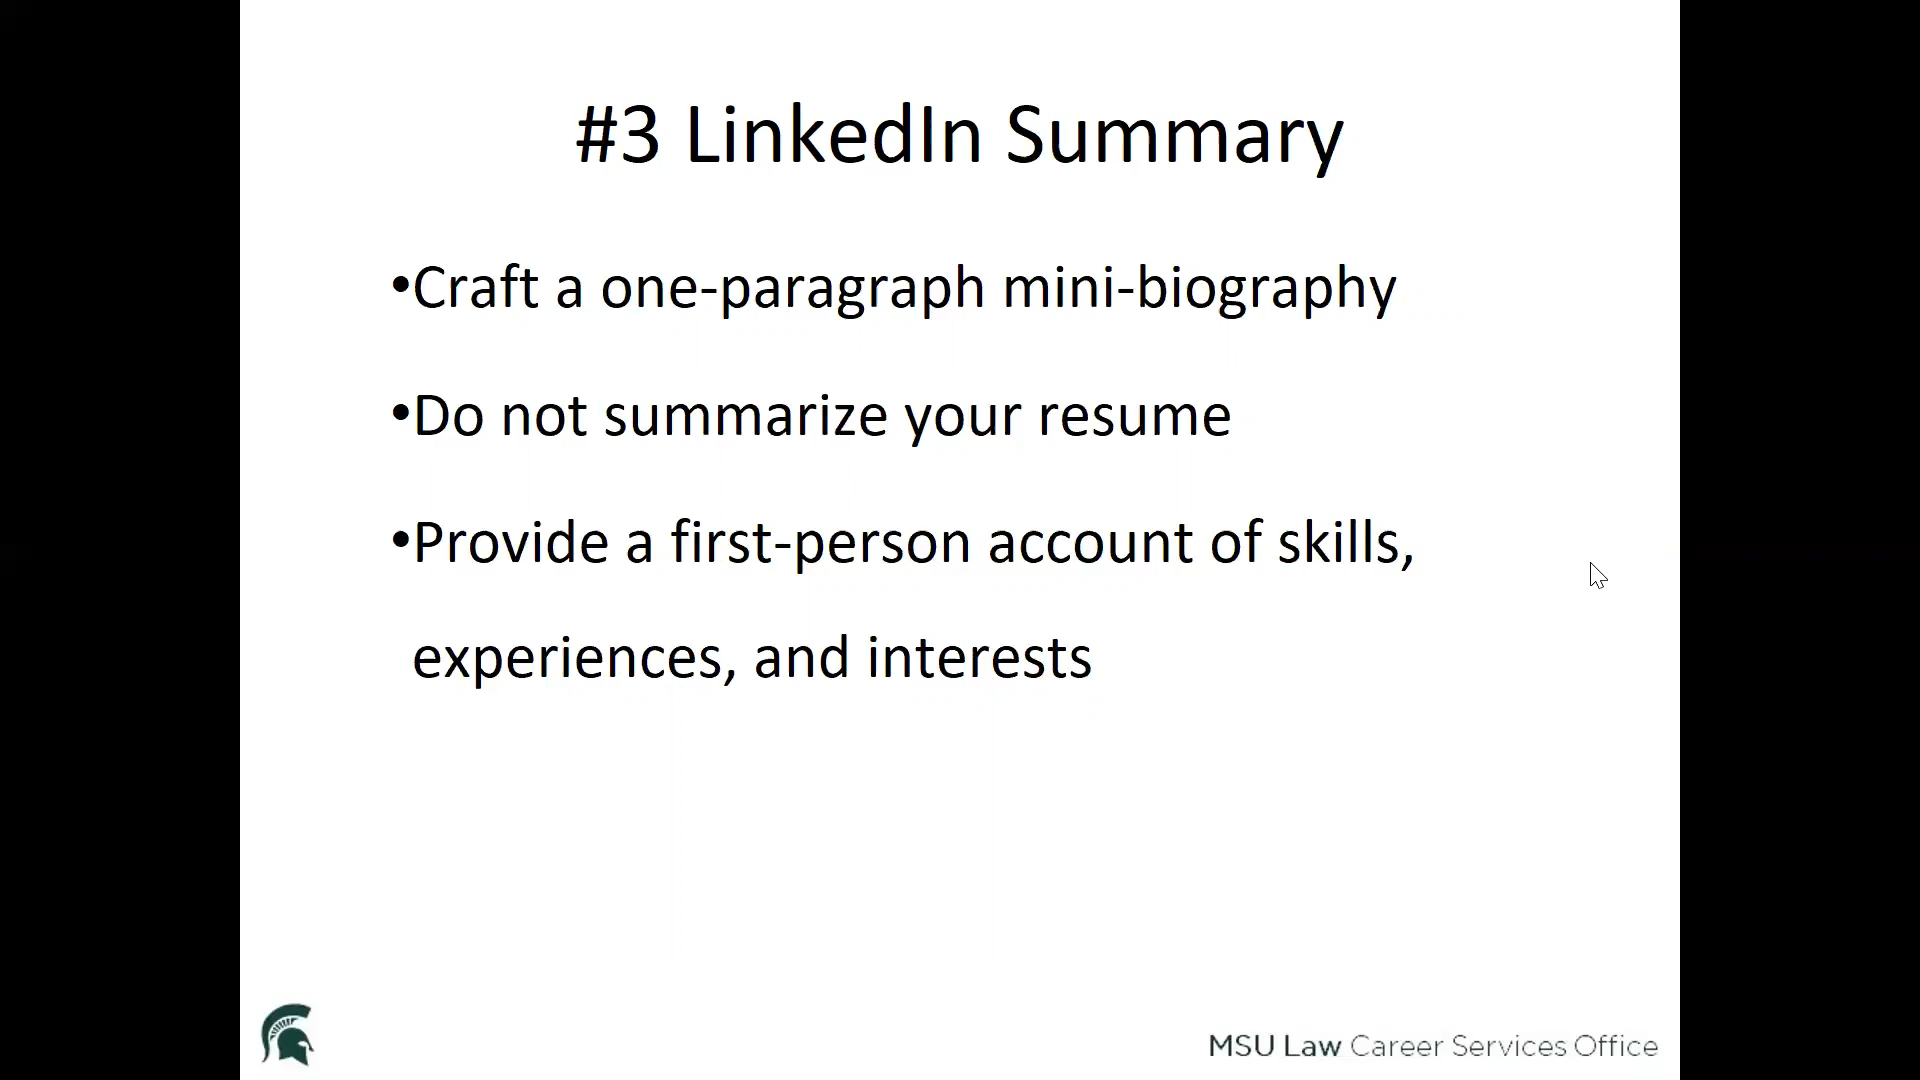 #3 LinkedIn Summary
•Craft a one-paragraph mini-biography
•Do not summarize your resume
•Provide a first-person account of skills,
experiences, and interests
MSU Law Career Services Office